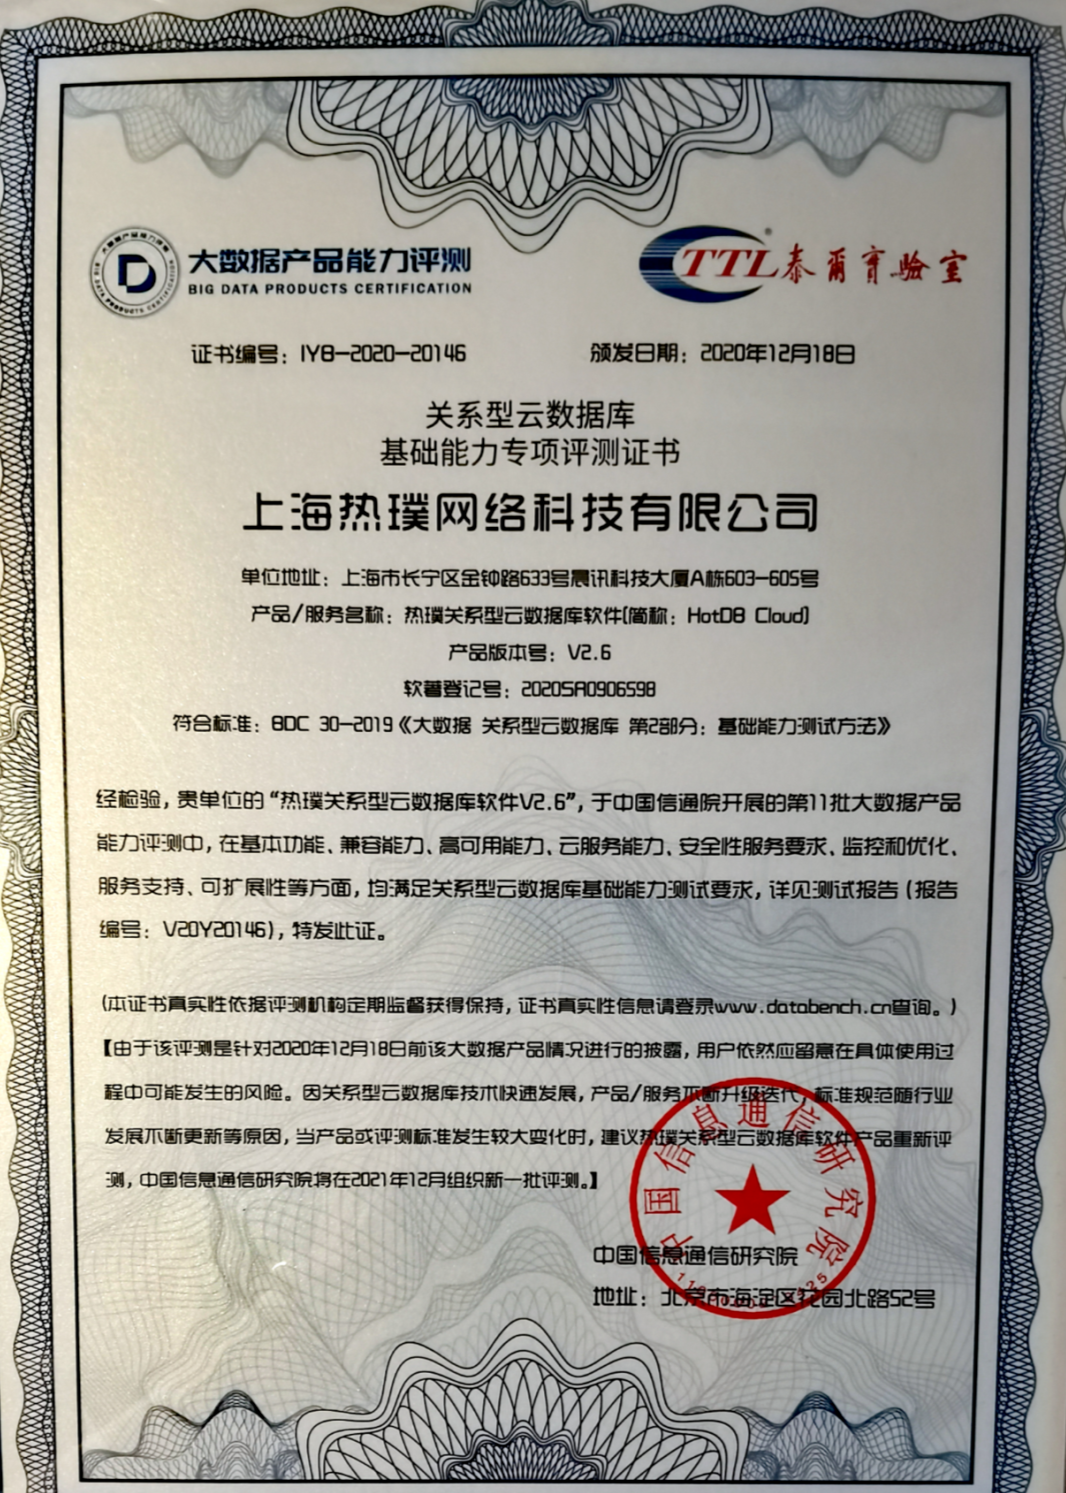 大数据产品能力评测
BIG DATA PRODUCTS CERTIFICATION
TTL泰爾實驗室
证书编号：IYB-2020-20146
颁发日期：2020年12月18日
关系型云数据库
基础能力专项评测证书
上海热璞网络科技有限公司
单位地址：上海市长宁区金钟路633号晨讯科技大厦A栋603-605号
产品/服务名称：热璞关系型云数据库软件(简称：HotDB Cloud)
产品版本号：V2.6
软著登记号：2020SR0906598
符合标准：BDC 30-2019《大数据 关系型云数据库 第2部分：基础能力测试方法》
经检验，贵单位的“热璞关系型云数据库软件V2.6”，于中国信通院开展的第11批大数据产品
能力评测中，在基本功能、兼容能力、高可用能力、云服务能力、安全性服务要求、监控和优化、
服务支持、可扩展性等方面，均满足关系型云数据库基础能力测试要求，详见测试报告（报告
编号：V20Y20146），特发此证。
（本证书真实性依据评测机构定期监督获得保持，证书真实性信息请登录www.databench.cn查询。）
【由于该评测是针对2020年12月18日前该大数据产品情况进行的披露，用户依然应留意在具体使用过
程中可能发生的风险。因关系型云数据库技术快速发展，产品/服务不断升级迭代，标准规范随行业
发展不断更新等原因，当产品或评测标准发生较大变化时，建议热璞关系型云数据库软件产品重新评
测，中国信息通信研究院将在2021年12月组织新一批评测。】
中国信息通信研究院
中国信息通信研究院
地址：北京市海淀区花园北路52号